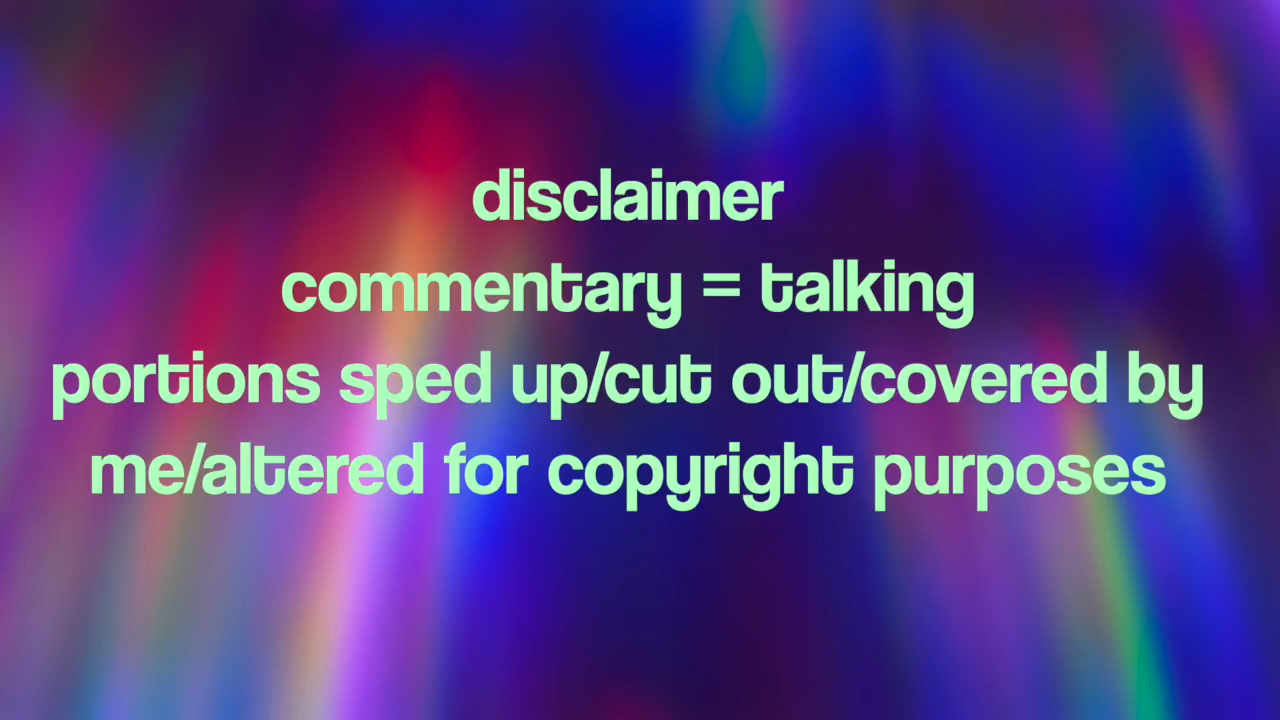 disclaimer
commentary = talking
portions sped up/cut out/covered by
me/altered for copyright purposes